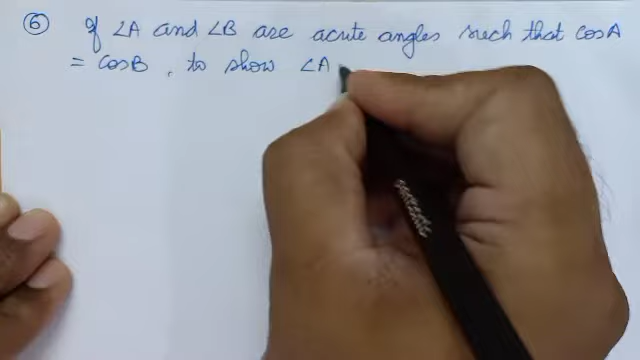 ⑥ If ∠A and ∠B are acute angles such that cosA
= cosB, to show ∠A